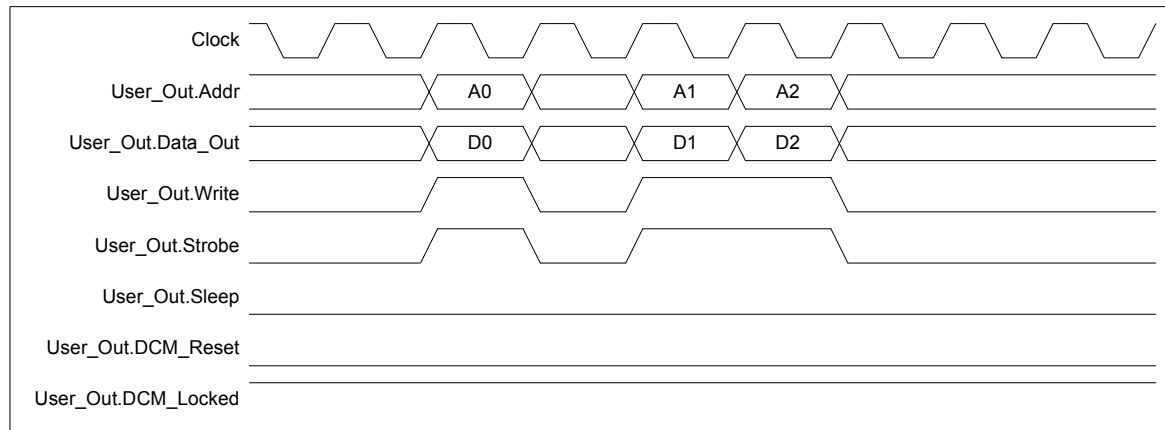 Clock
User_Out.Addr A0 A1 A2
User_Out.Data_Out D0 D1 D2
User_Out.Write
User_Out.Strobe
User_Out.Sleep
User_Out.DCM_Reset
User_Out.DCM_Locked